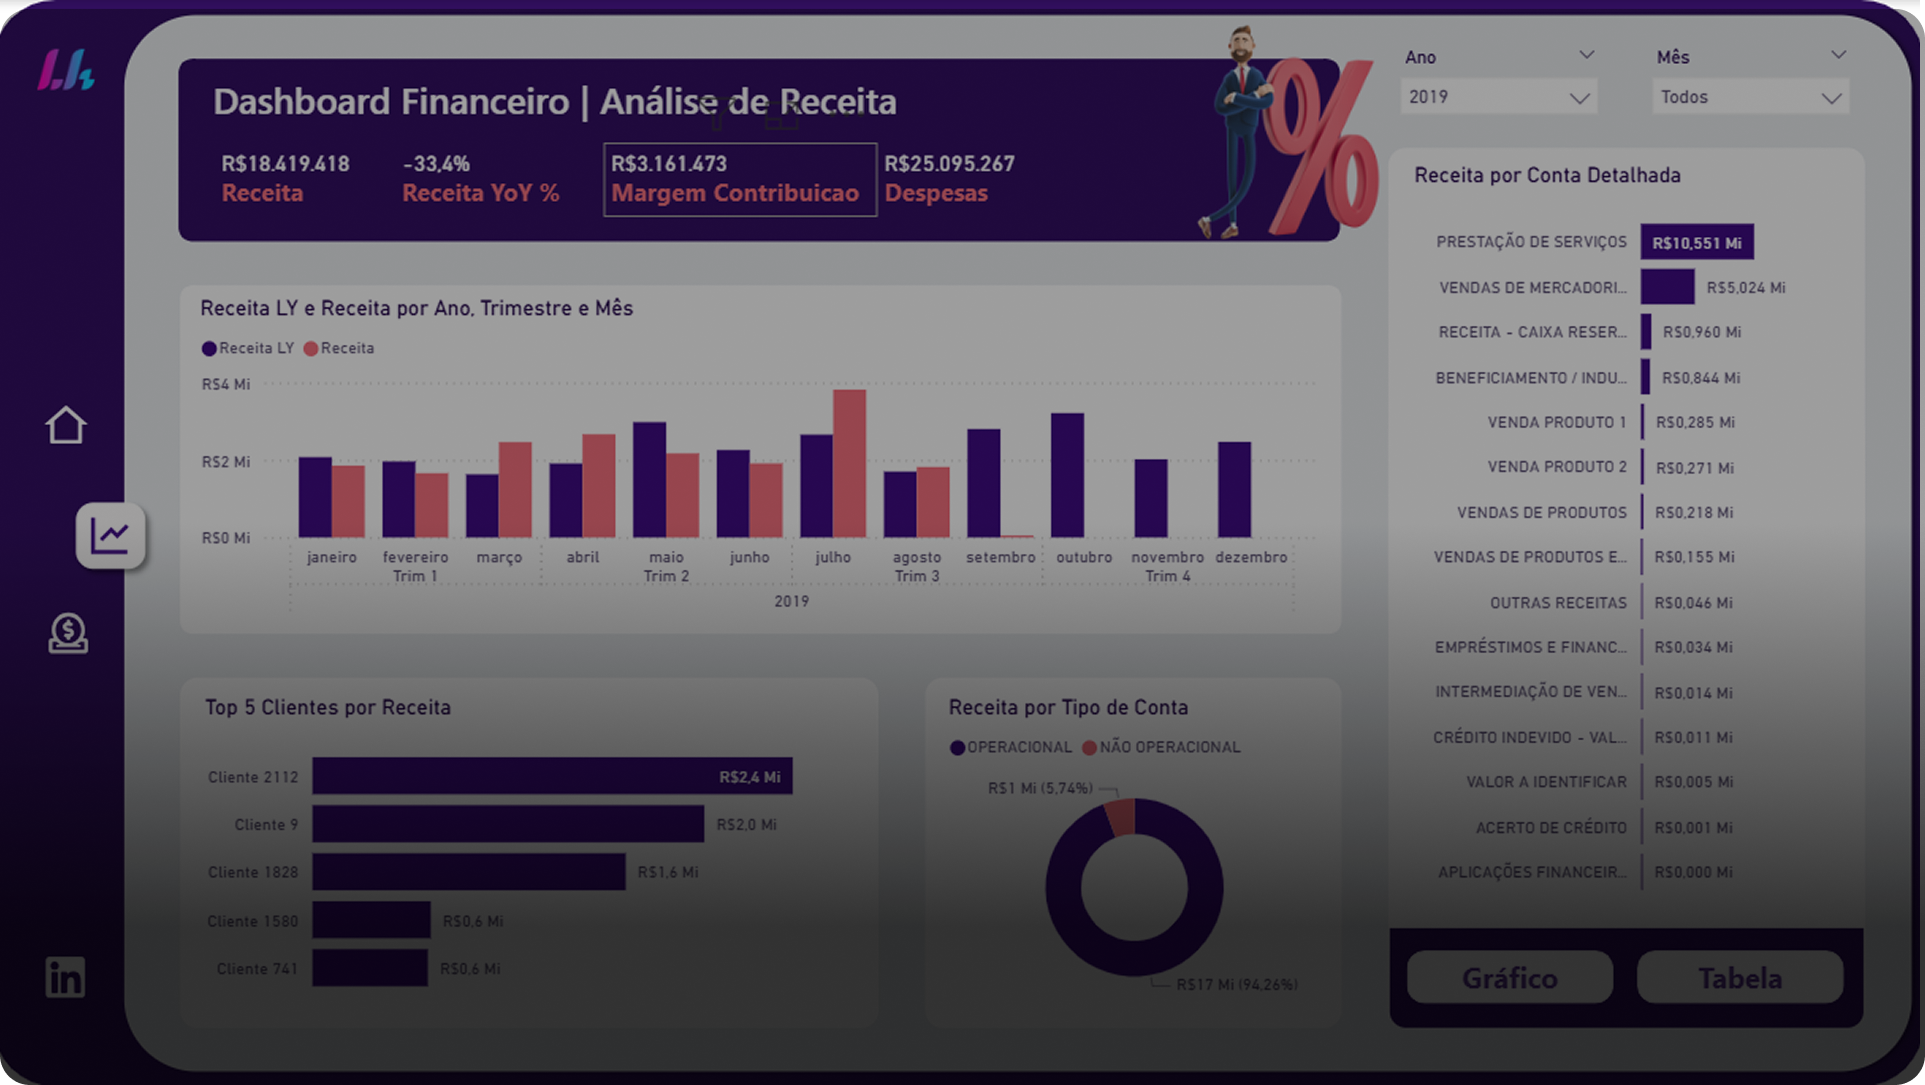 Dashboard Financeiro | Análise de Receita
R$18.419.418
Receita
-33,4%
Receita YoY %
R$3.161.473
Margem Contribuicao
R$25.095.267
Despesas
Ano
2019
Mês
Todos
Receita LY e Receita por Ano, Trimestre e Mês
Receita LY Receita
R$4 Mi
R$2 Mi
R$0 Mi
janeiro fevereiro março abril maio junho julho agosto setembro outubro novembro dezembro
Trim 1 Trim 2 Trim 3 Trim 4
2019
Top 5 Clientes por Receita
Cliente 2112 R$2,4 Mi
Cliente 9 R$2,0 Mi
Cliente 1828 R$1,6 Mi
Cliente 1580 R$0,6 Mi
Cliente 741 R$0,6 Mi
Receita por Tipo de Conta
OPERACIONAL NÃO OPERACIONAL
R$1 Mi (5,74%)
R$17 Mi (94,26%)
Receita por Conta Detalhada
PRESTAÇÃO DE SERVIÇOS R$10,551 Mi
VENDAS DE MERCADORI... R$5,024 Mi
RECEITA - CAIXA RESER... R$0,960 Mi
BENEFICIAMENTO / INDU... R$0,844 Mi
VENDA PRODUTO 1 R$0,285 Mi
VENDA PRODUTO 2 R$0,271 Mi
VENDAS DE PRODUTOS R$0,218 Mi
VENDAS DE PRODUTOS E... R$0,155 Mi
OUTRAS RECEITAS R$0,046 Mi
EMPRÉSTIMOS E FINANC... R$0,034 Mi
INTERMEDIAÇÃO DE VEN... R$0,014 Mi
CRÉDITO INDEVIDO - VAL... R$0,011 Mi
VALOR A IDENTIFICAR R$0,005 Mi
ACERTO DE CRÉDITO R$0,001 Mi
APLICAÇÕES FINANCEIR... R$0,000 Mi
Gráfico
Tabela
in